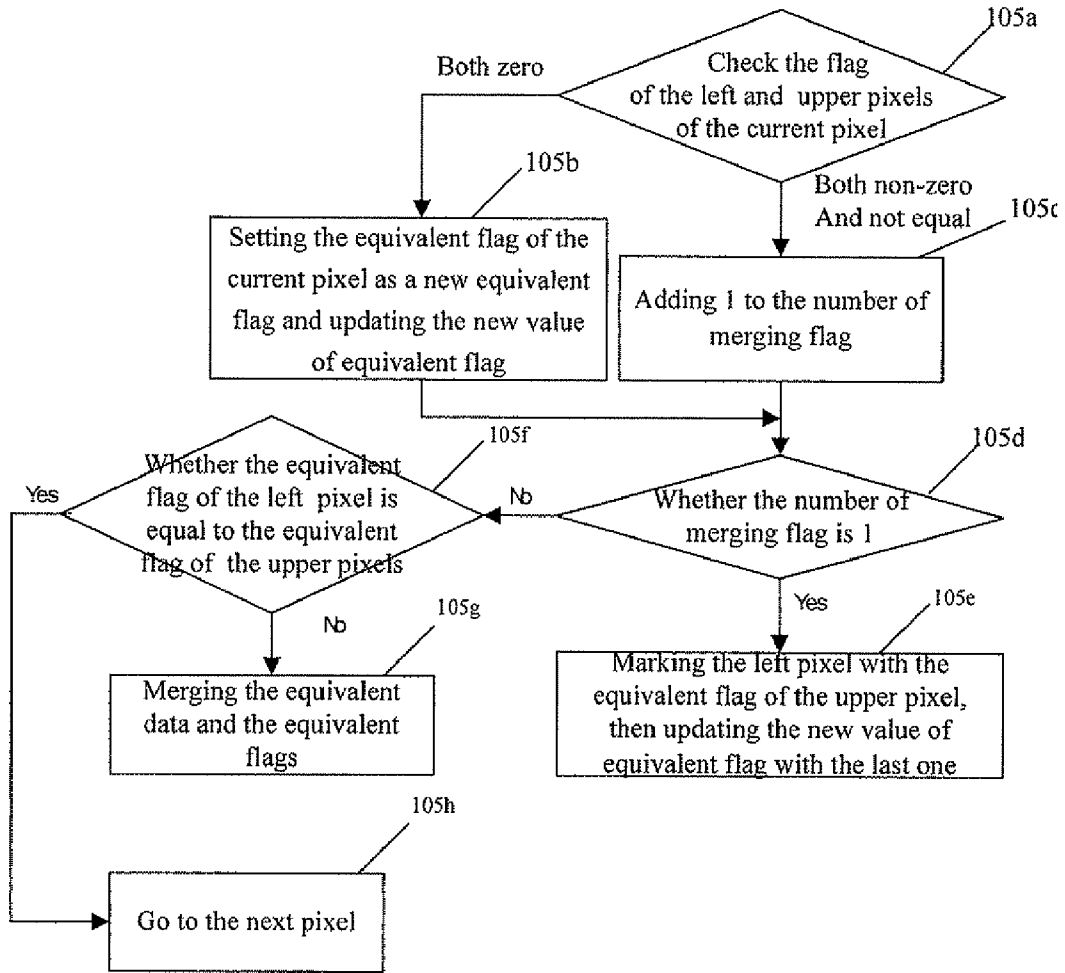 105a
Both zero
Check the flag
of the left and upper pixels
of the current pixel
105b
Both non-zero
And not equal
105c
Setting the equivalent flag of the
current pixel as a new equivalent
flag and updating the new value
of equivalent flag
Adding 1 to the number of
merging flag
105f
105d
Yes
Whether the equivalent
flag of the left pixel is
equal to the equivalent
flag of the upper pixels
No
Whether the number of
merging flag is 1
No
105g
Yes
105e
Merging the equivalent
data and the equivalent
flags
Marking the left pixel with the
equivalent flag of the upper pixel,
then updating the new value of
equivalent flag with the last one
105h
Go to the next pixel